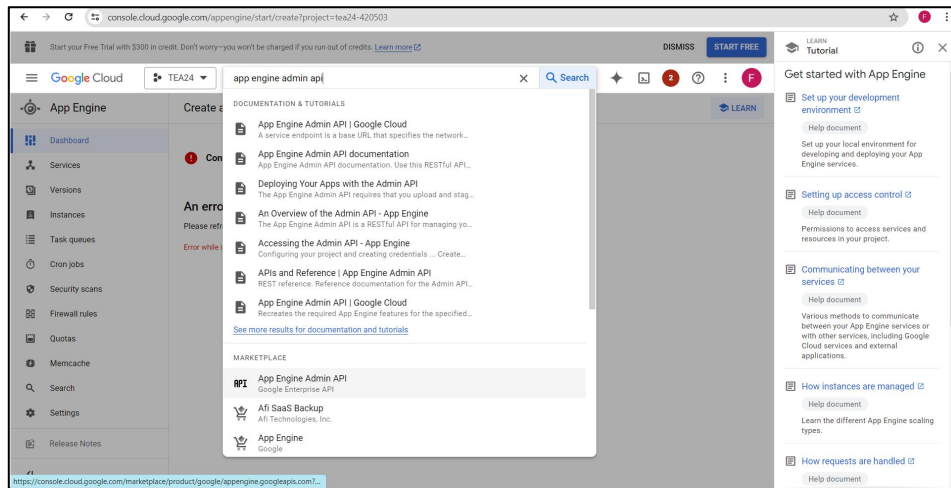 console.cloud.google.com/appengine/start/create?project=tea24-420503
F
Start your Free Trial with $300 in credit. Don't worry—you won't be charged if you run out of credits. Learn more
DISMISS
START FREE
Google Cloud
TEA24
app engine admin api
Search
2
F
App Engine
Create a
LEARN
Dashboard
Services
Versions
Instances
Task queues
Cron jobs
Security scans
Firewall rules
Quotas
Memcache
Search
Settings
Release Notes
Con
An erro
Please refr
Error while i
DOCUMENTATION & TUTORIALS
App Engine Admin API | Google Cloud
A service endpoint is a base URL that specifies the network...
App Engine Admin API documentation
App Engine Admin API documentation. Use this RESTful API...
Deploying Your Apps with the Admin API
The App Engine Admin API requires that you upload and stag...
An Overview of the Admin API - App Engine
The App Engine Admin API is a RESTful API for managing yo...
Accessing the Admin API - App Engine
Configuring your project and creating credentials ... Create...
APIs and Reference | App Engine Admin API
REST reference. Reference documentation for the Admin API...
App Engine Admin API | Google Cloud
Recreates the required App Engine features for the specified...
See more results for documentation and tutorials
MARKETPLACE
API
App Engine Admin API
Google Enterprise API
Afi SaaS Backup
Afi Technologies, Inc.
App Engine
Google
https://console.cloud.google.com/marketplace/product/google/appengine.googleapis.com?...
LEARN
Tutorial
Get started with App Engine
Set up your development
environment
Help document
Set up your local environment for
developing and deploying your App
Engine services.
Setting up access control
Help document
Permissions to access services and
resources in your project.
Communicating between your
services
Help document
Various methods to communicate
between your App Engine services or
with other services, including Google
Cloud services and external
applications.
How instances are managed
Help document
Learn the different App Engine scaling
types.
How requests are handled
Help document